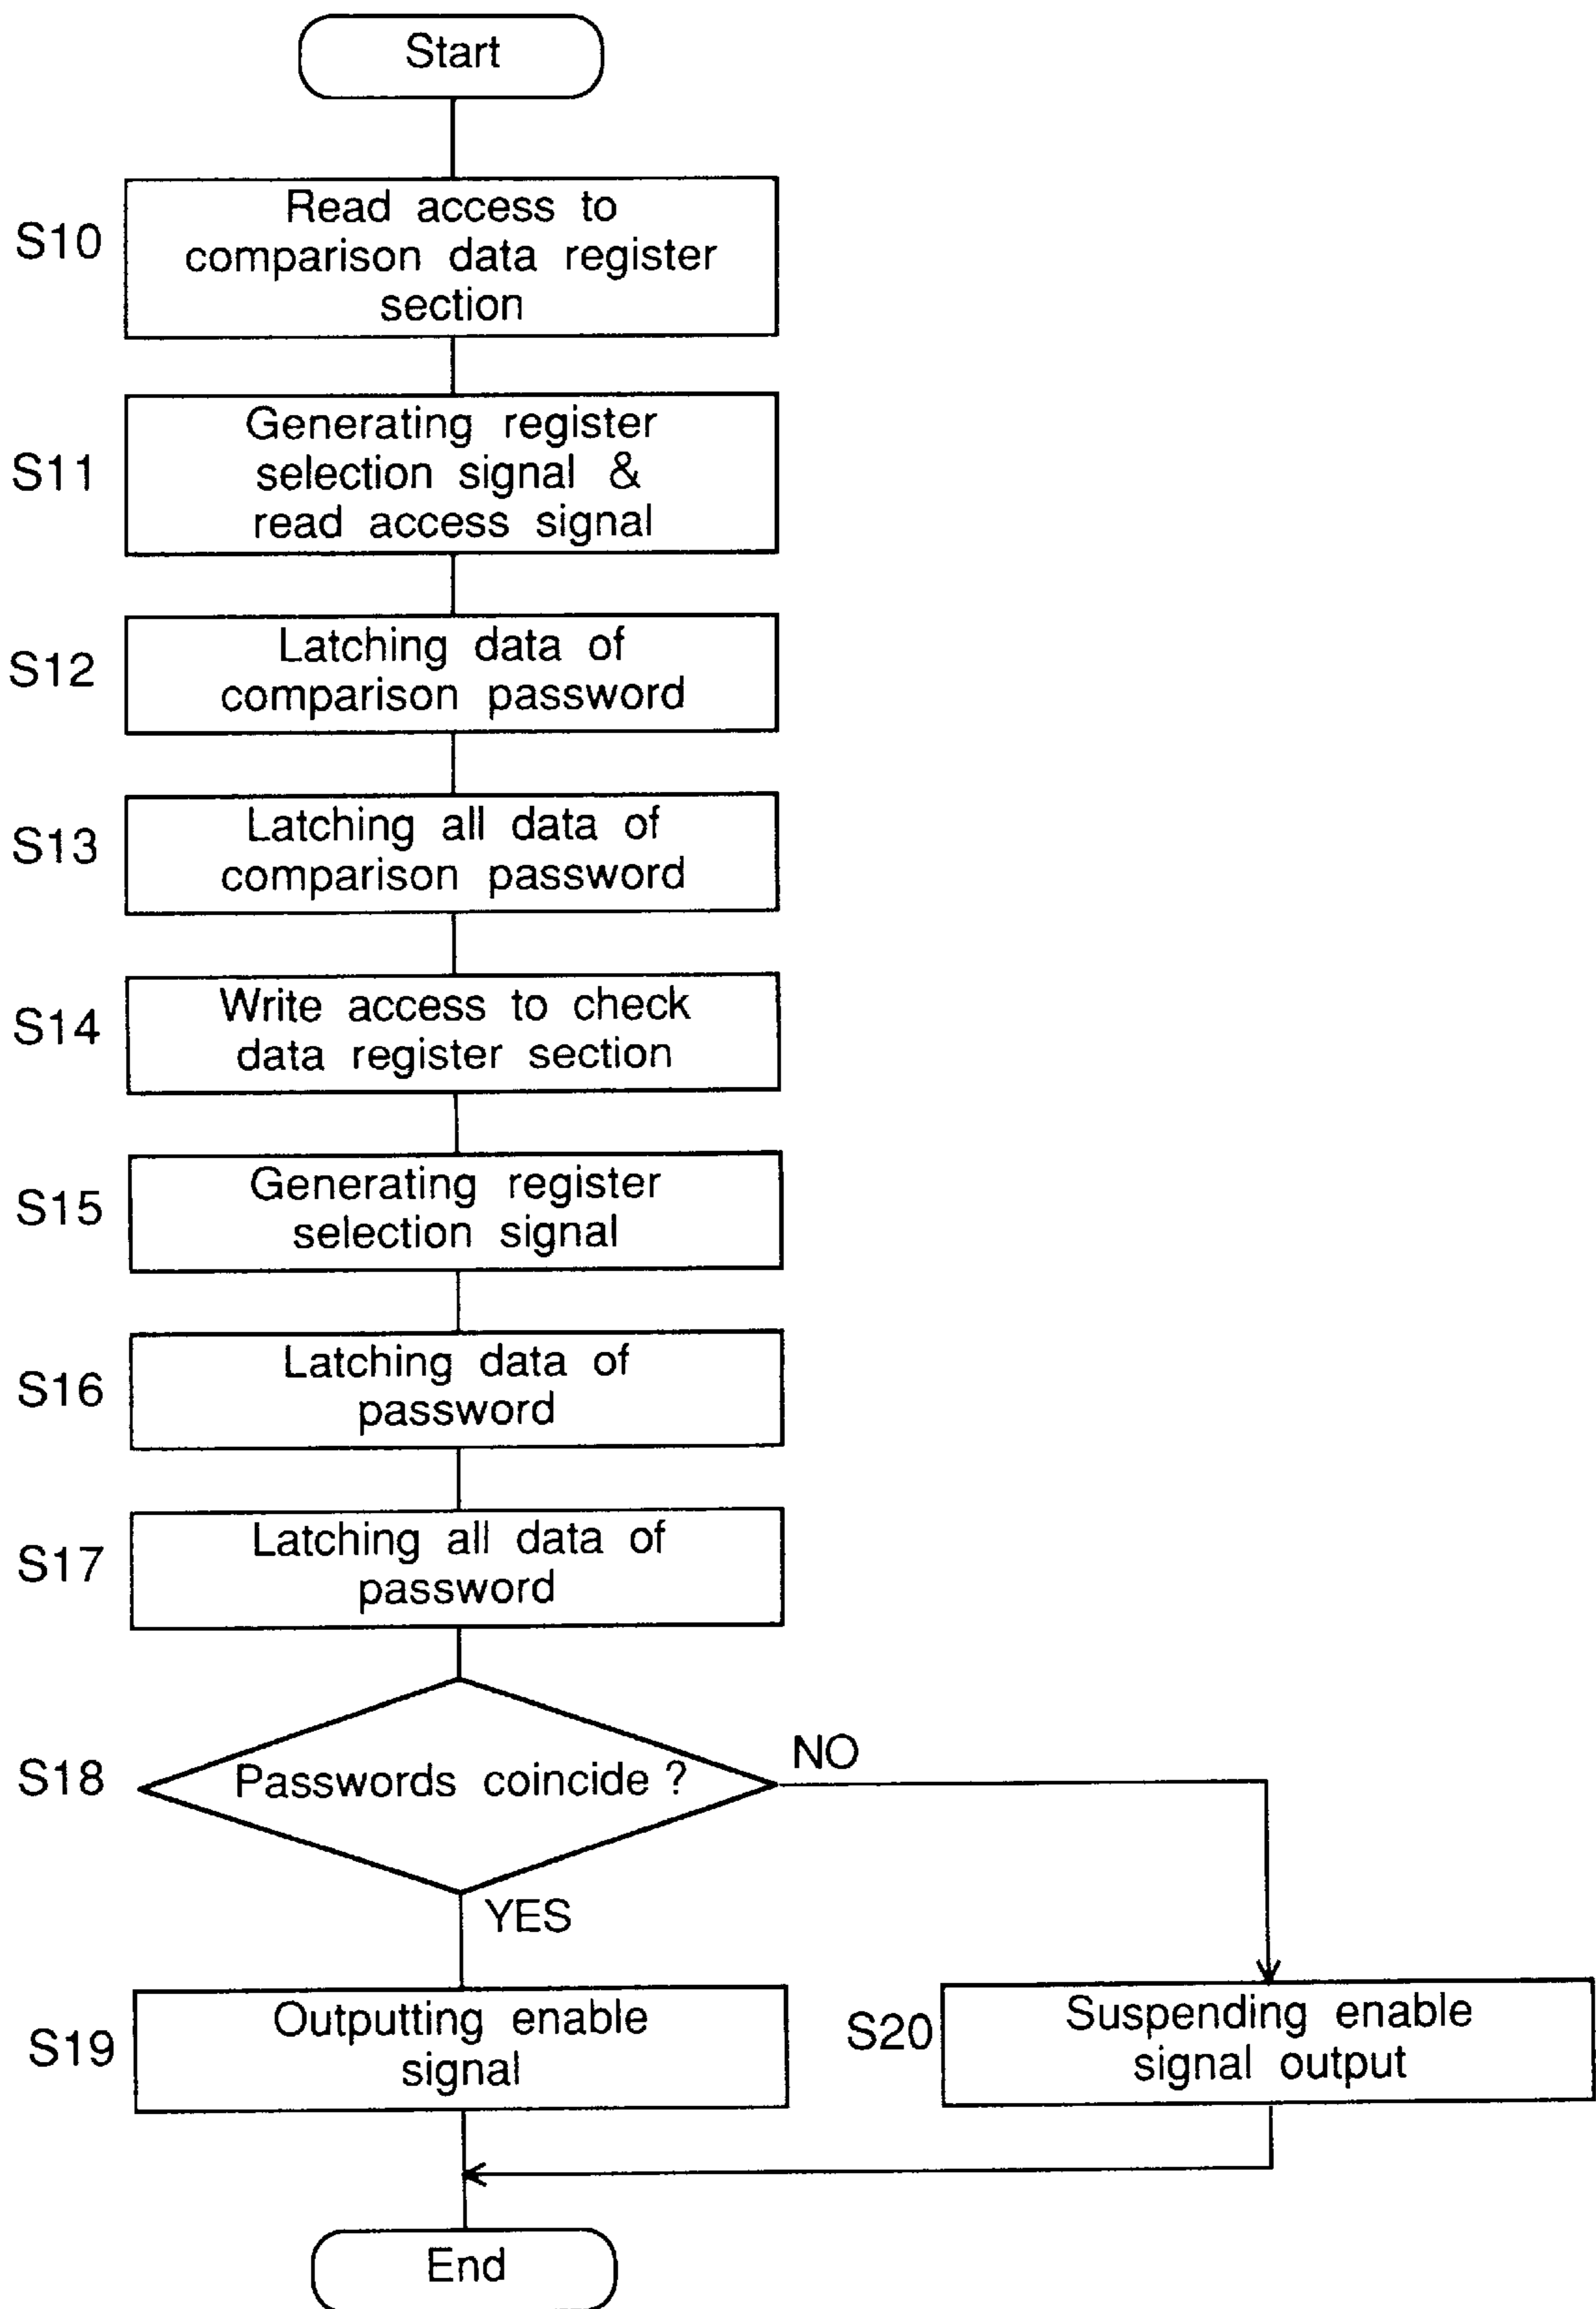 Start
S10
Read access to
comparison data register
section
S11
Generating register
selection signal &
read access signal
S12
Latching data of
comparison password
S13
Latching all data of
comparison password
S14
Write access to check
data register section
S15
Generating register
selection signal
S16
Latching data of
password
S17
Latching all data of
password
S18
Passwords coincide ?
NO
YES
S19
Outputting enable
signal
S20
Suspending enable
signal output
End